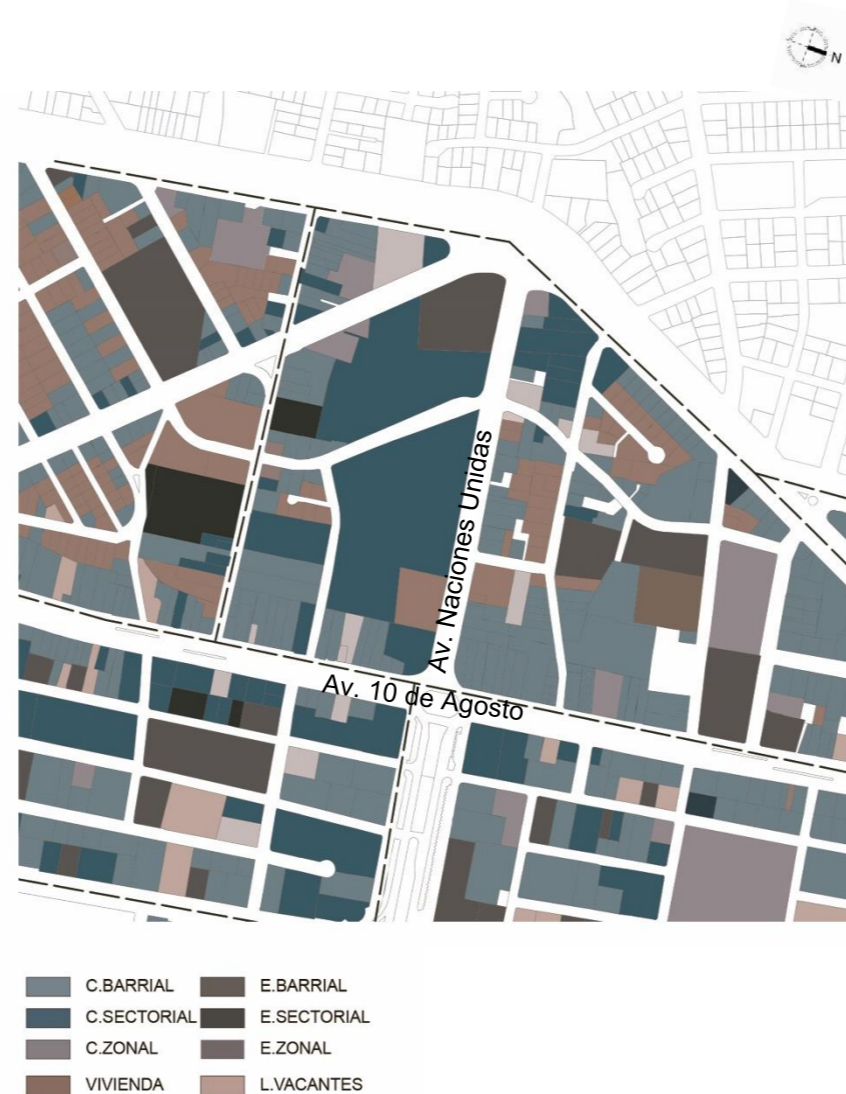 N
Av. Naciones Unidas
Av. 10 de Agosto
C.BARRIAL
E.BARRIAL
C.SECTORIAL
E.SECTORIAL
C.ZONAL
E.ZONAL
VIVIENDA
L.VACANTES